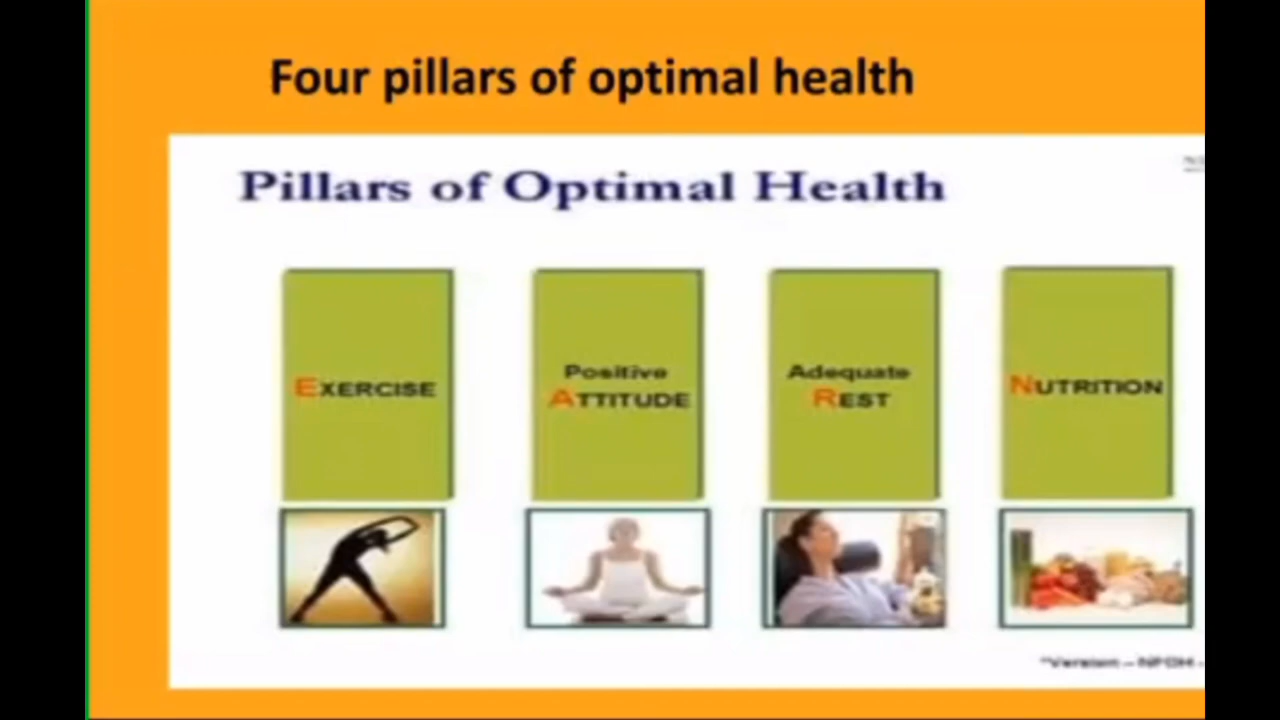 Four pillars of optimal health
Pillars of Optimal Health
EXERCISE
Positive
ATTITUDE
Adequate
REST
NUTRITION